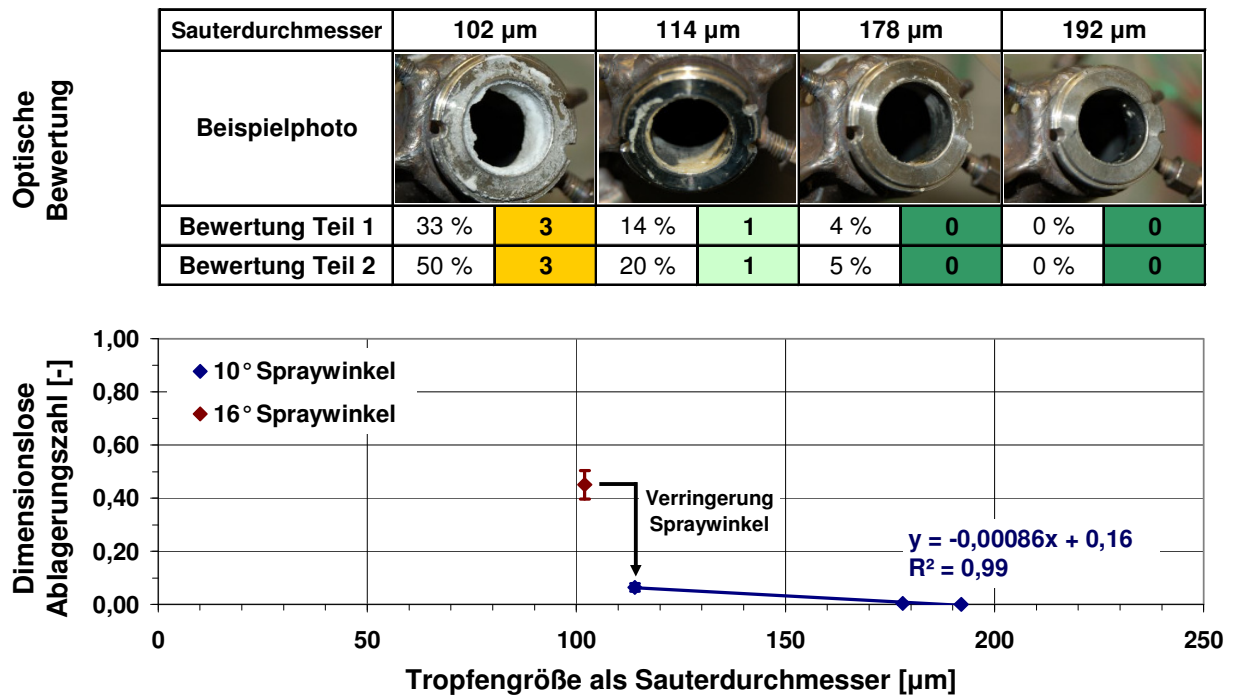 Optische
Bewertung
Sauterdurchmesser 102 µm 114 µm 178 µm 192 µm
Beispielphoto
Bewertung Teil 1 33 % 3 14 % 1 4 % 0 0 % 0
Bewertung Teil 2 50 % 3 20 % 1 5 % 0 0 % 0
Dimensionslose
Ablagerungszahl [-]
1,00
0,80
0,60
0,40
0,20
0,00
10° Spraywinkel
16° Spraywinkel
Verringerung
Spraywinkel
y = -0,00086x + 0,16
R² = 0,99
0 50 100 150 200 250
Tropfengröße als Sauterdurchmesser [µm]